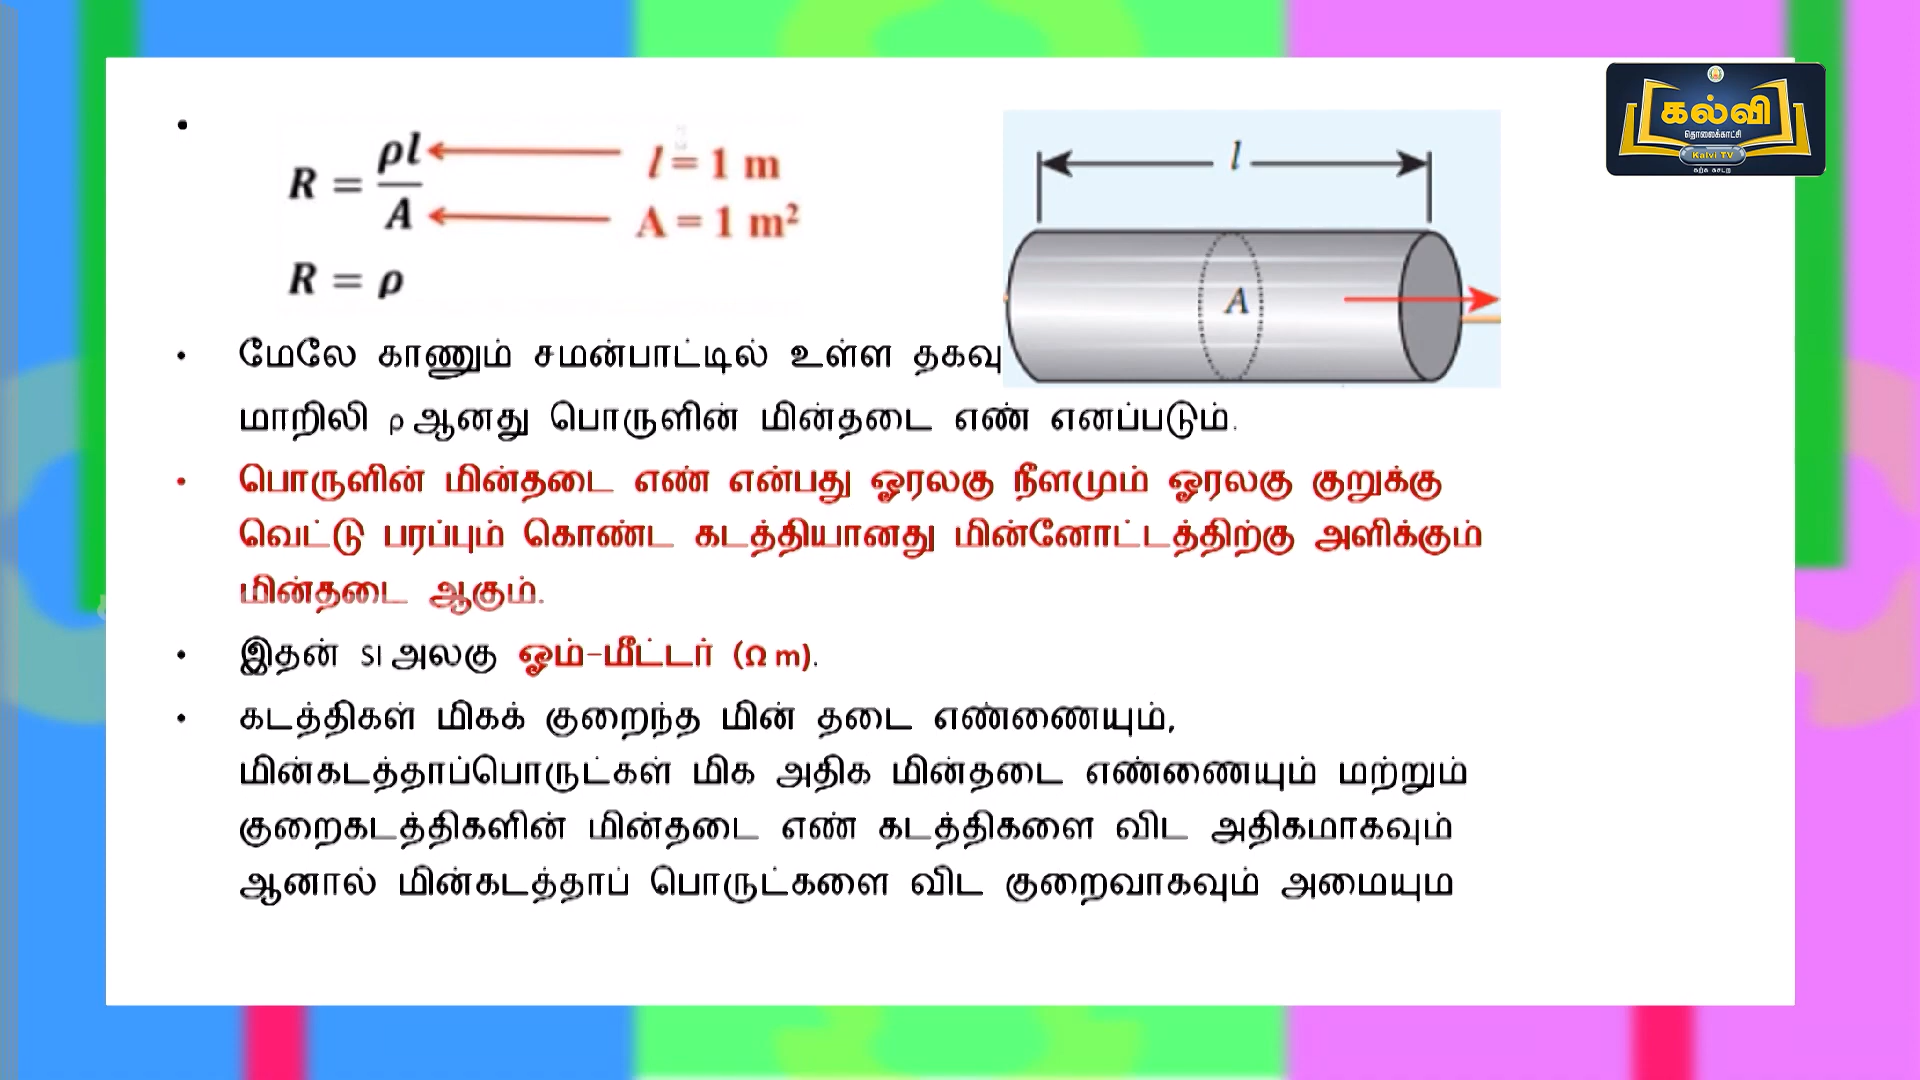 கல்வி
தொலைக்காட்சி
Kalvi TV
கற்க கசடற
R = ρl/A
l = 1 m
A = 1 m²
R = ρ
l
A
• மேலே காணும் சமன்பாட்டில் உள்ள தகவு
மாறிலி ρ ஆனது பொருளின் மின்தடை எண் எனப்படும்.
• பொருளின் மின்தடை எண் என்பது ஓரலகு நீளமும் ஓரலகு குறுக்கு
வெட்டு பரப்பும் கொண்ட கடத்தியானது மின்னோட்டத்திற்கு அளிக்கும்
மின்தடை ஆகும்.
• இதன் SI அலகு ஓம்-மீட்டர் (Ω m).
• கடத்திகள் மிகக் குறைந்த மின் தடை எண்ணையும்,
மின்கடத்தாப்பொருட்கள் மிக அதிக மின்தடை எண்ணையும் மற்றும்
குறைகடத்திகளின் மின்தடை எண் கடத்திகளை விட அதிகமாகவும்
ஆனால் மின்கடத்தாப் பொருட்களை விட குறைவாகவும் அமையும